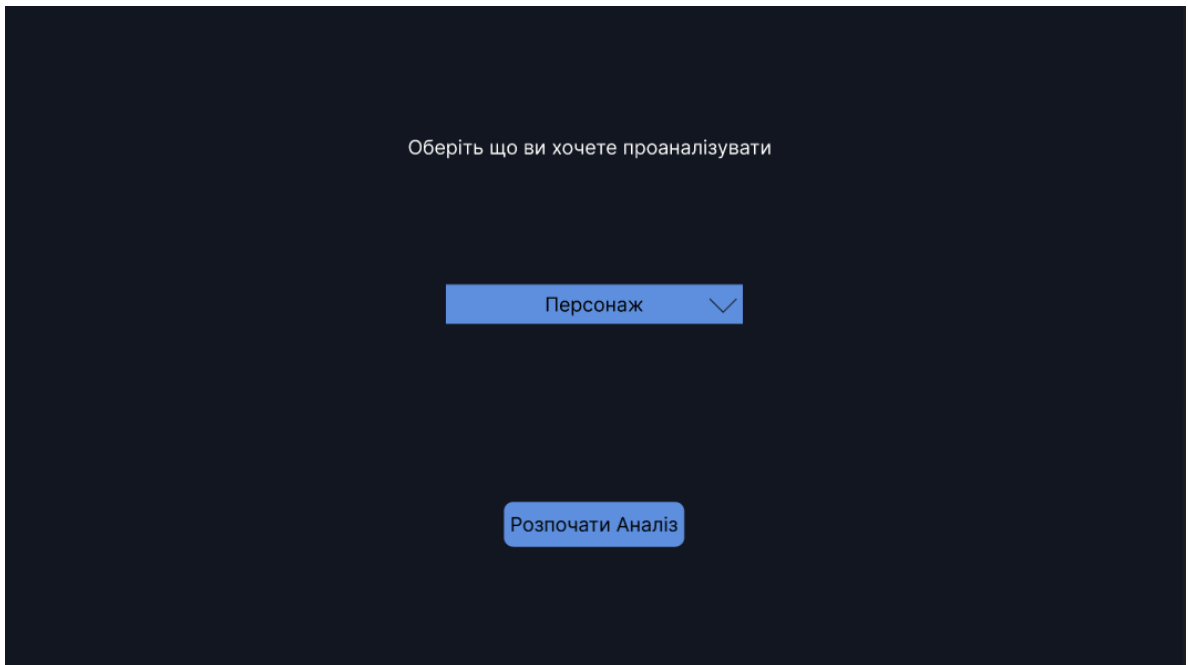 Оберіть що ви хочете проаналізувати
Персонаж
Розпочати Аналіз